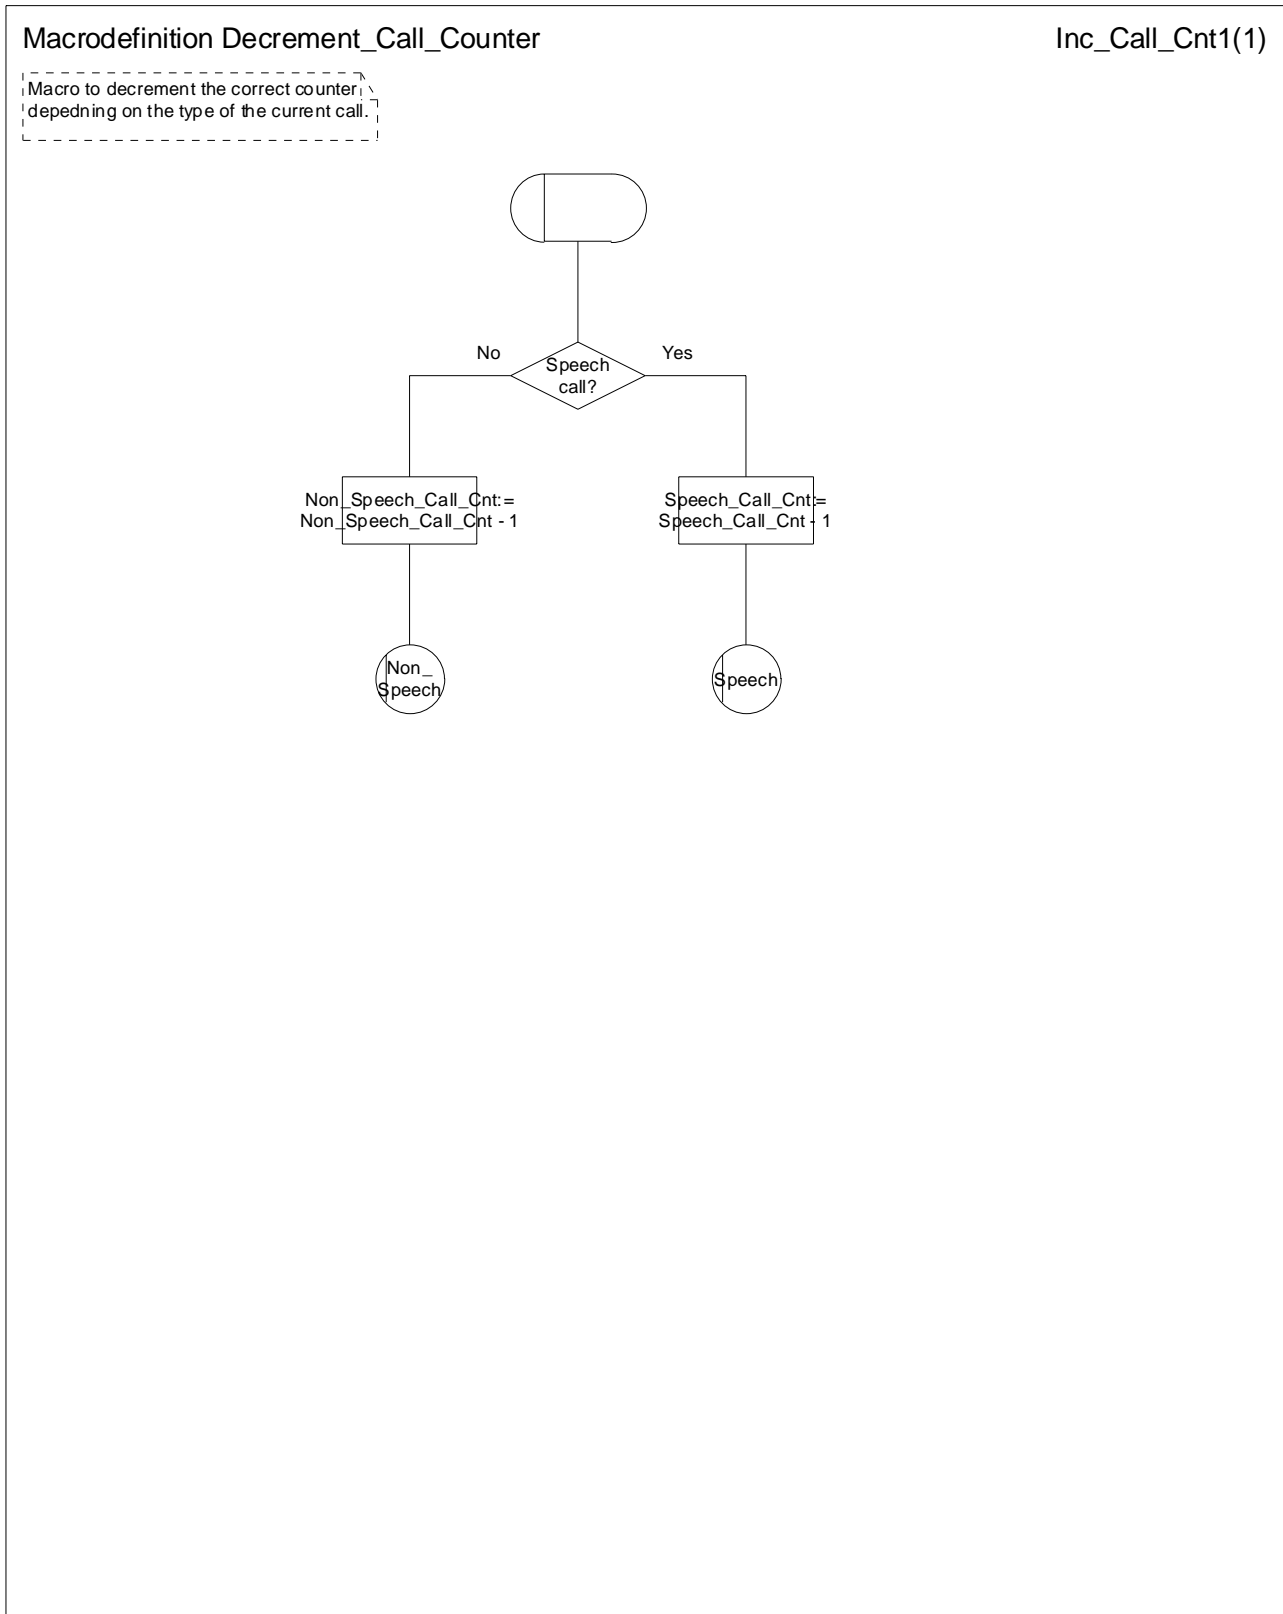 Macrodefinition Decrement_Call_Counter
Inc_Call_Cnt1(1)
Macro to decrement the correct counter
depedning on the type of the current call.
No
Yes
Speech
call?
Non_Speech_Call_Cnt:=
Non_Speech_Call_Cnt - 1
Speech_Call_Cnt:=
Speech_Call_Cnt - 1
Non_
Speech
Speech